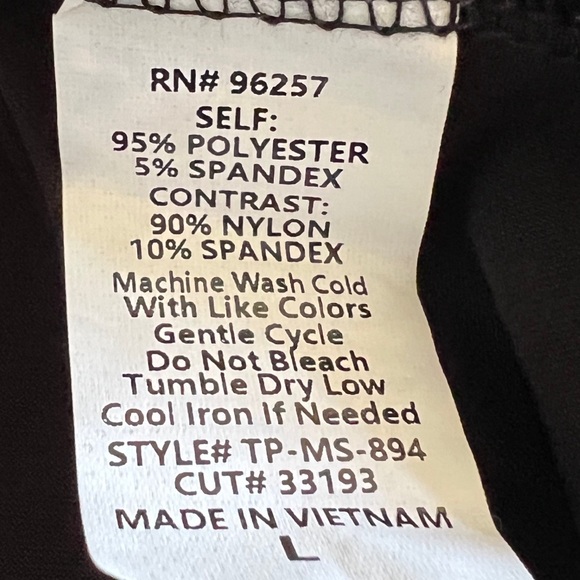 RN# 96257
SELF:
95% POLYESTER
5% SPANDEX
CONTRAST:
90% NYLON
10% SPANDEX
Machine Wash Cold
With Like Colors
Gentle Cycle
Do Not Bleach
Tumble Dry Low
Cool Iron If Needed
STYLE# TP-MS-894
CUT# 33193
MADE IN VIETNAM
L